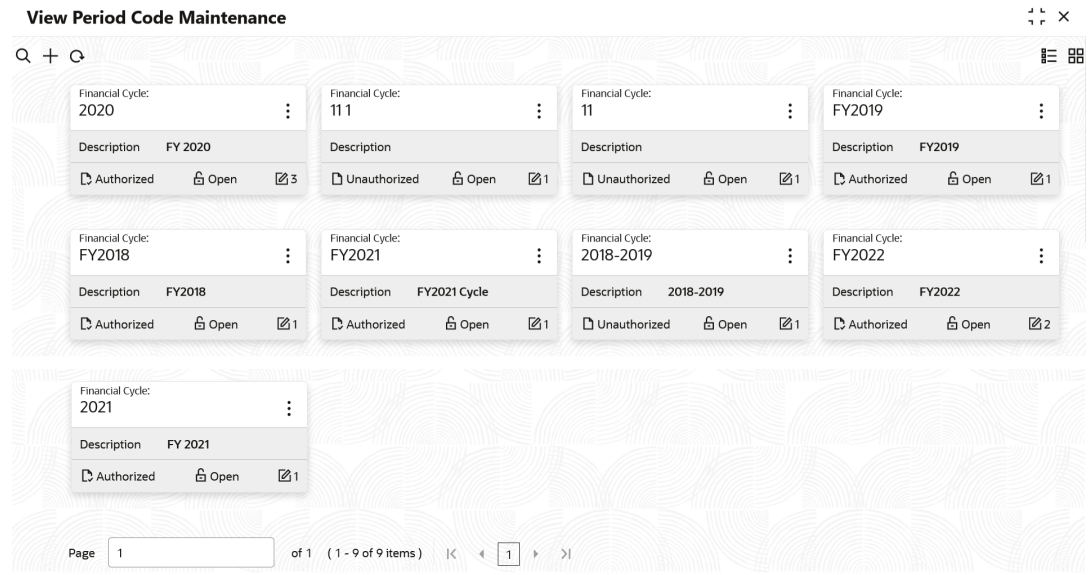 View Period Code Maintenance
Financial Cycle: Financial Cycle: Financial Cycle: Financial Cycle:
2020 11 1 11 FY2019
Description FY 2020 Description Description Description FY2019
Authorized Open 3 Unauthorized Open 1 Unauthorized Open 1 Authorized Open 1
Financial Cycle: Financial Cycle: Financial Cycle: Financial Cycle:
FY2018 FY2021 2018-2019 FY2022
Description FY2018 Description FY2021 Cycle Description 2018-2019 Description FY2022
Authorized Open 1 Authorized Open 1 Unauthorized Open 1 Authorized Open 2
Financial Cycle:
2021
Description FY 2021
Authorized Open 1
Page 1 of 1 ( 1 - 9 of 9 items ) 1